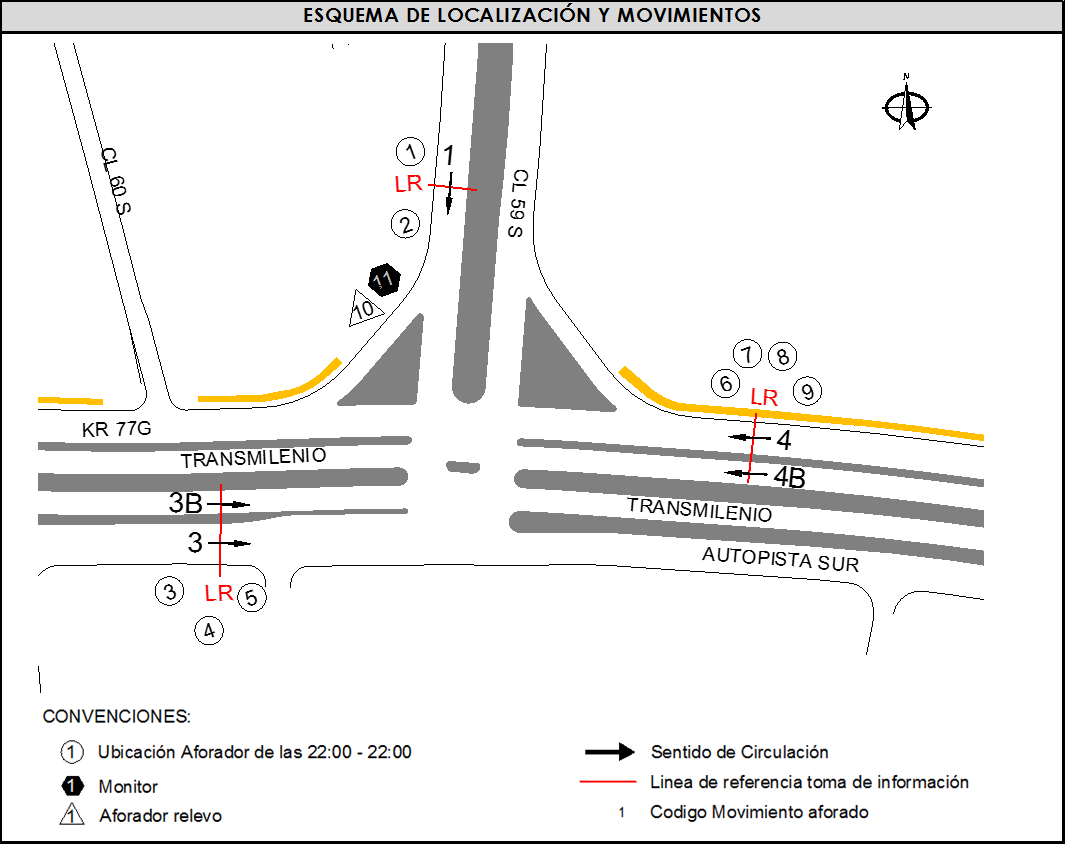 ESQUEMA DE LOCALIZACIÓN Y MOVIMIENTOS
N
CL 60 S
1
1
LR
CL 59 S
2
11
10
7
8
6
LR
9
KR 77G
4
TRANSMILENIO
4B
3B
TRANSMILENIO
3
AUTOPISTA SUR
3
LR
5
4
CONVENCIONES:
1 Ubicación Aforador de las 22:00 - 22:00
1 Monitor
1 Aforador relevo
Sentido de Circulación
Linea de referencia toma de información
1 Codigo Movimiento aforado